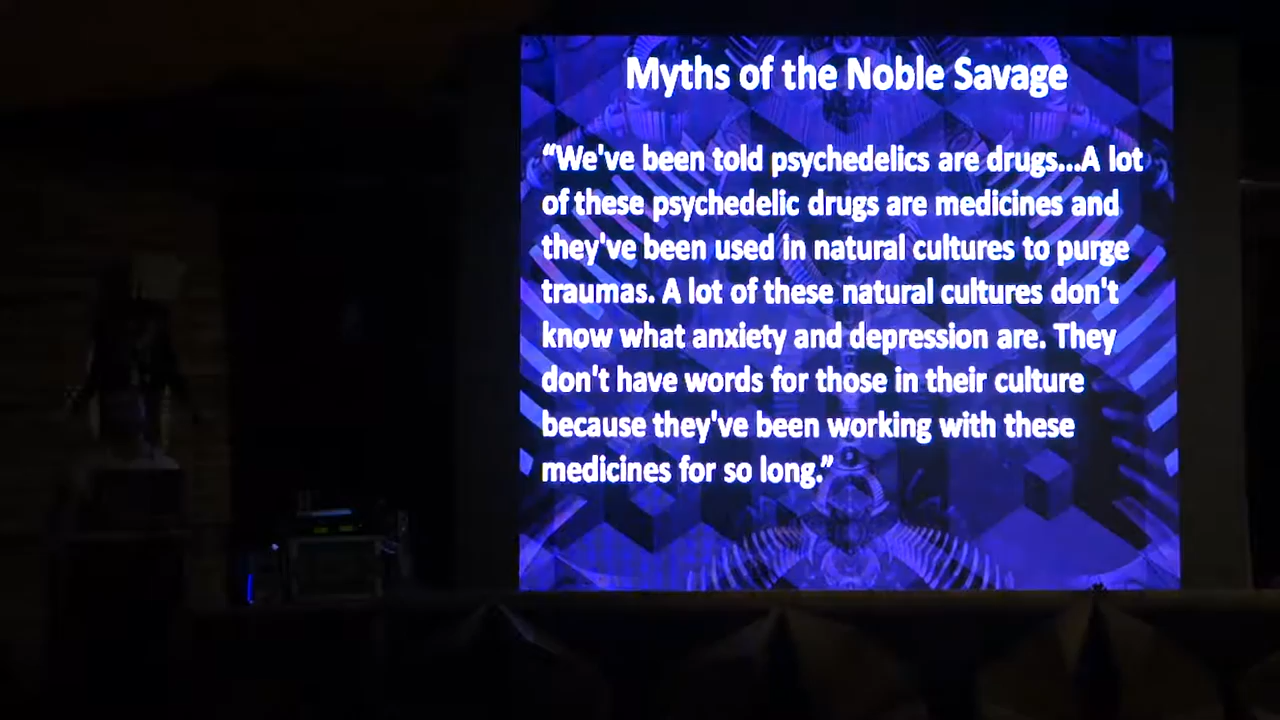 Myths of the Noble Savage
“We've been told psychedelics are drugs...A lot
of these psychedelic drugs are medicines and
they've been used in natural cultures to purge
traumas. A lot of these natural cultures don't
know what anxiety and depression are. They
don't have words for those in their culture
because they've been working with these
medicines for so long.”